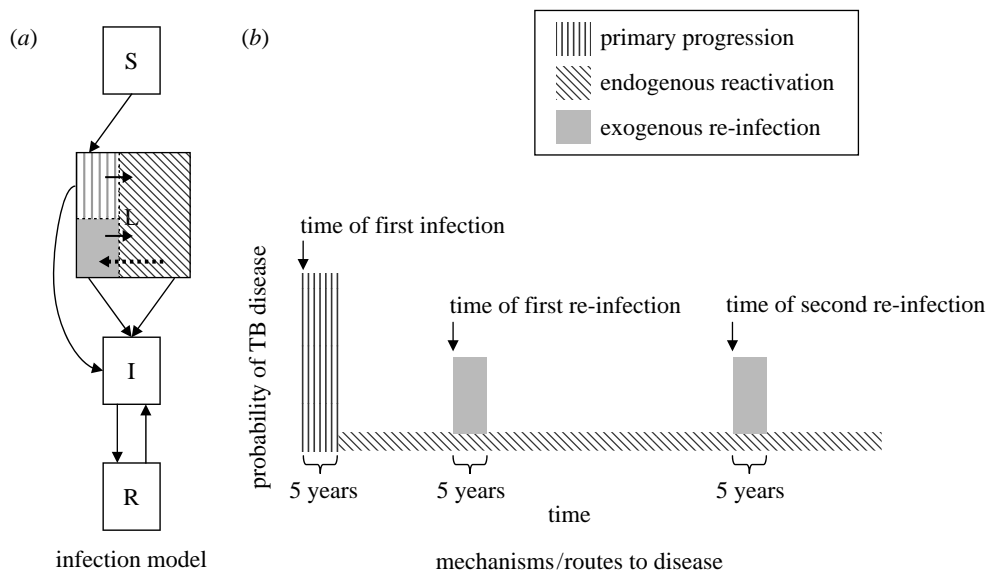 (a)
S
L
I
R
infection model
(b)
primary progression
endogenous reactivation
exogenous re-infection
time of first infection
time of first re-infection
time of second re-infection
probability of TB disease
5 years
5 years
5 years
time
mechanisms/routes to disease